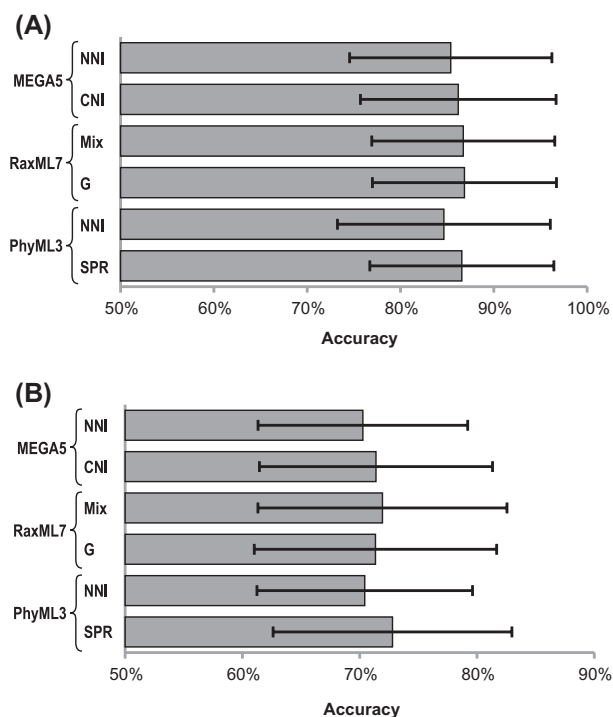 (A)
MEGA5
NNI
CNI
RaxML7
Mix
G
PhyML3
NNI
SPR
50% 60% 70% 80% 90% 100%
Accuracy
(B)
MEGA5
NNI
CNI
RaxML7
Mix
G
PhyML3
NNI
SPR
50% 60% 70% 80% 90%
Accuracy